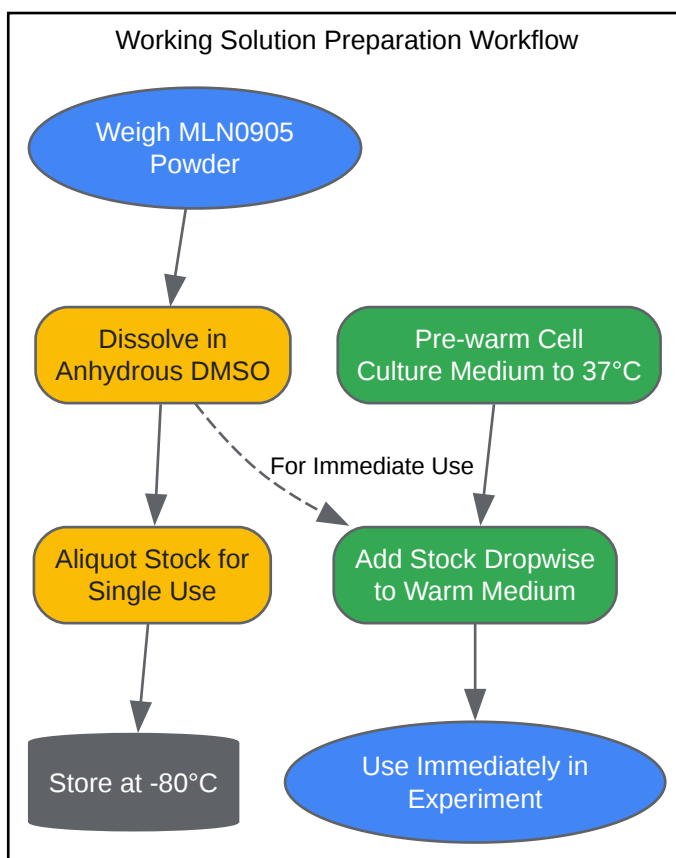 Working Solution Preparation Workflow
Weigh MLN0905
Powder
Dissolve in
Anhydrous DMSO
Pre-warm Cell
Culture Medium to 37°C
For Immediate Use
Aliquot Stock for
Single Use
Add Stock Dropwise
to Warm Medium
Store at -80°C
Use Immediately in
Experiment